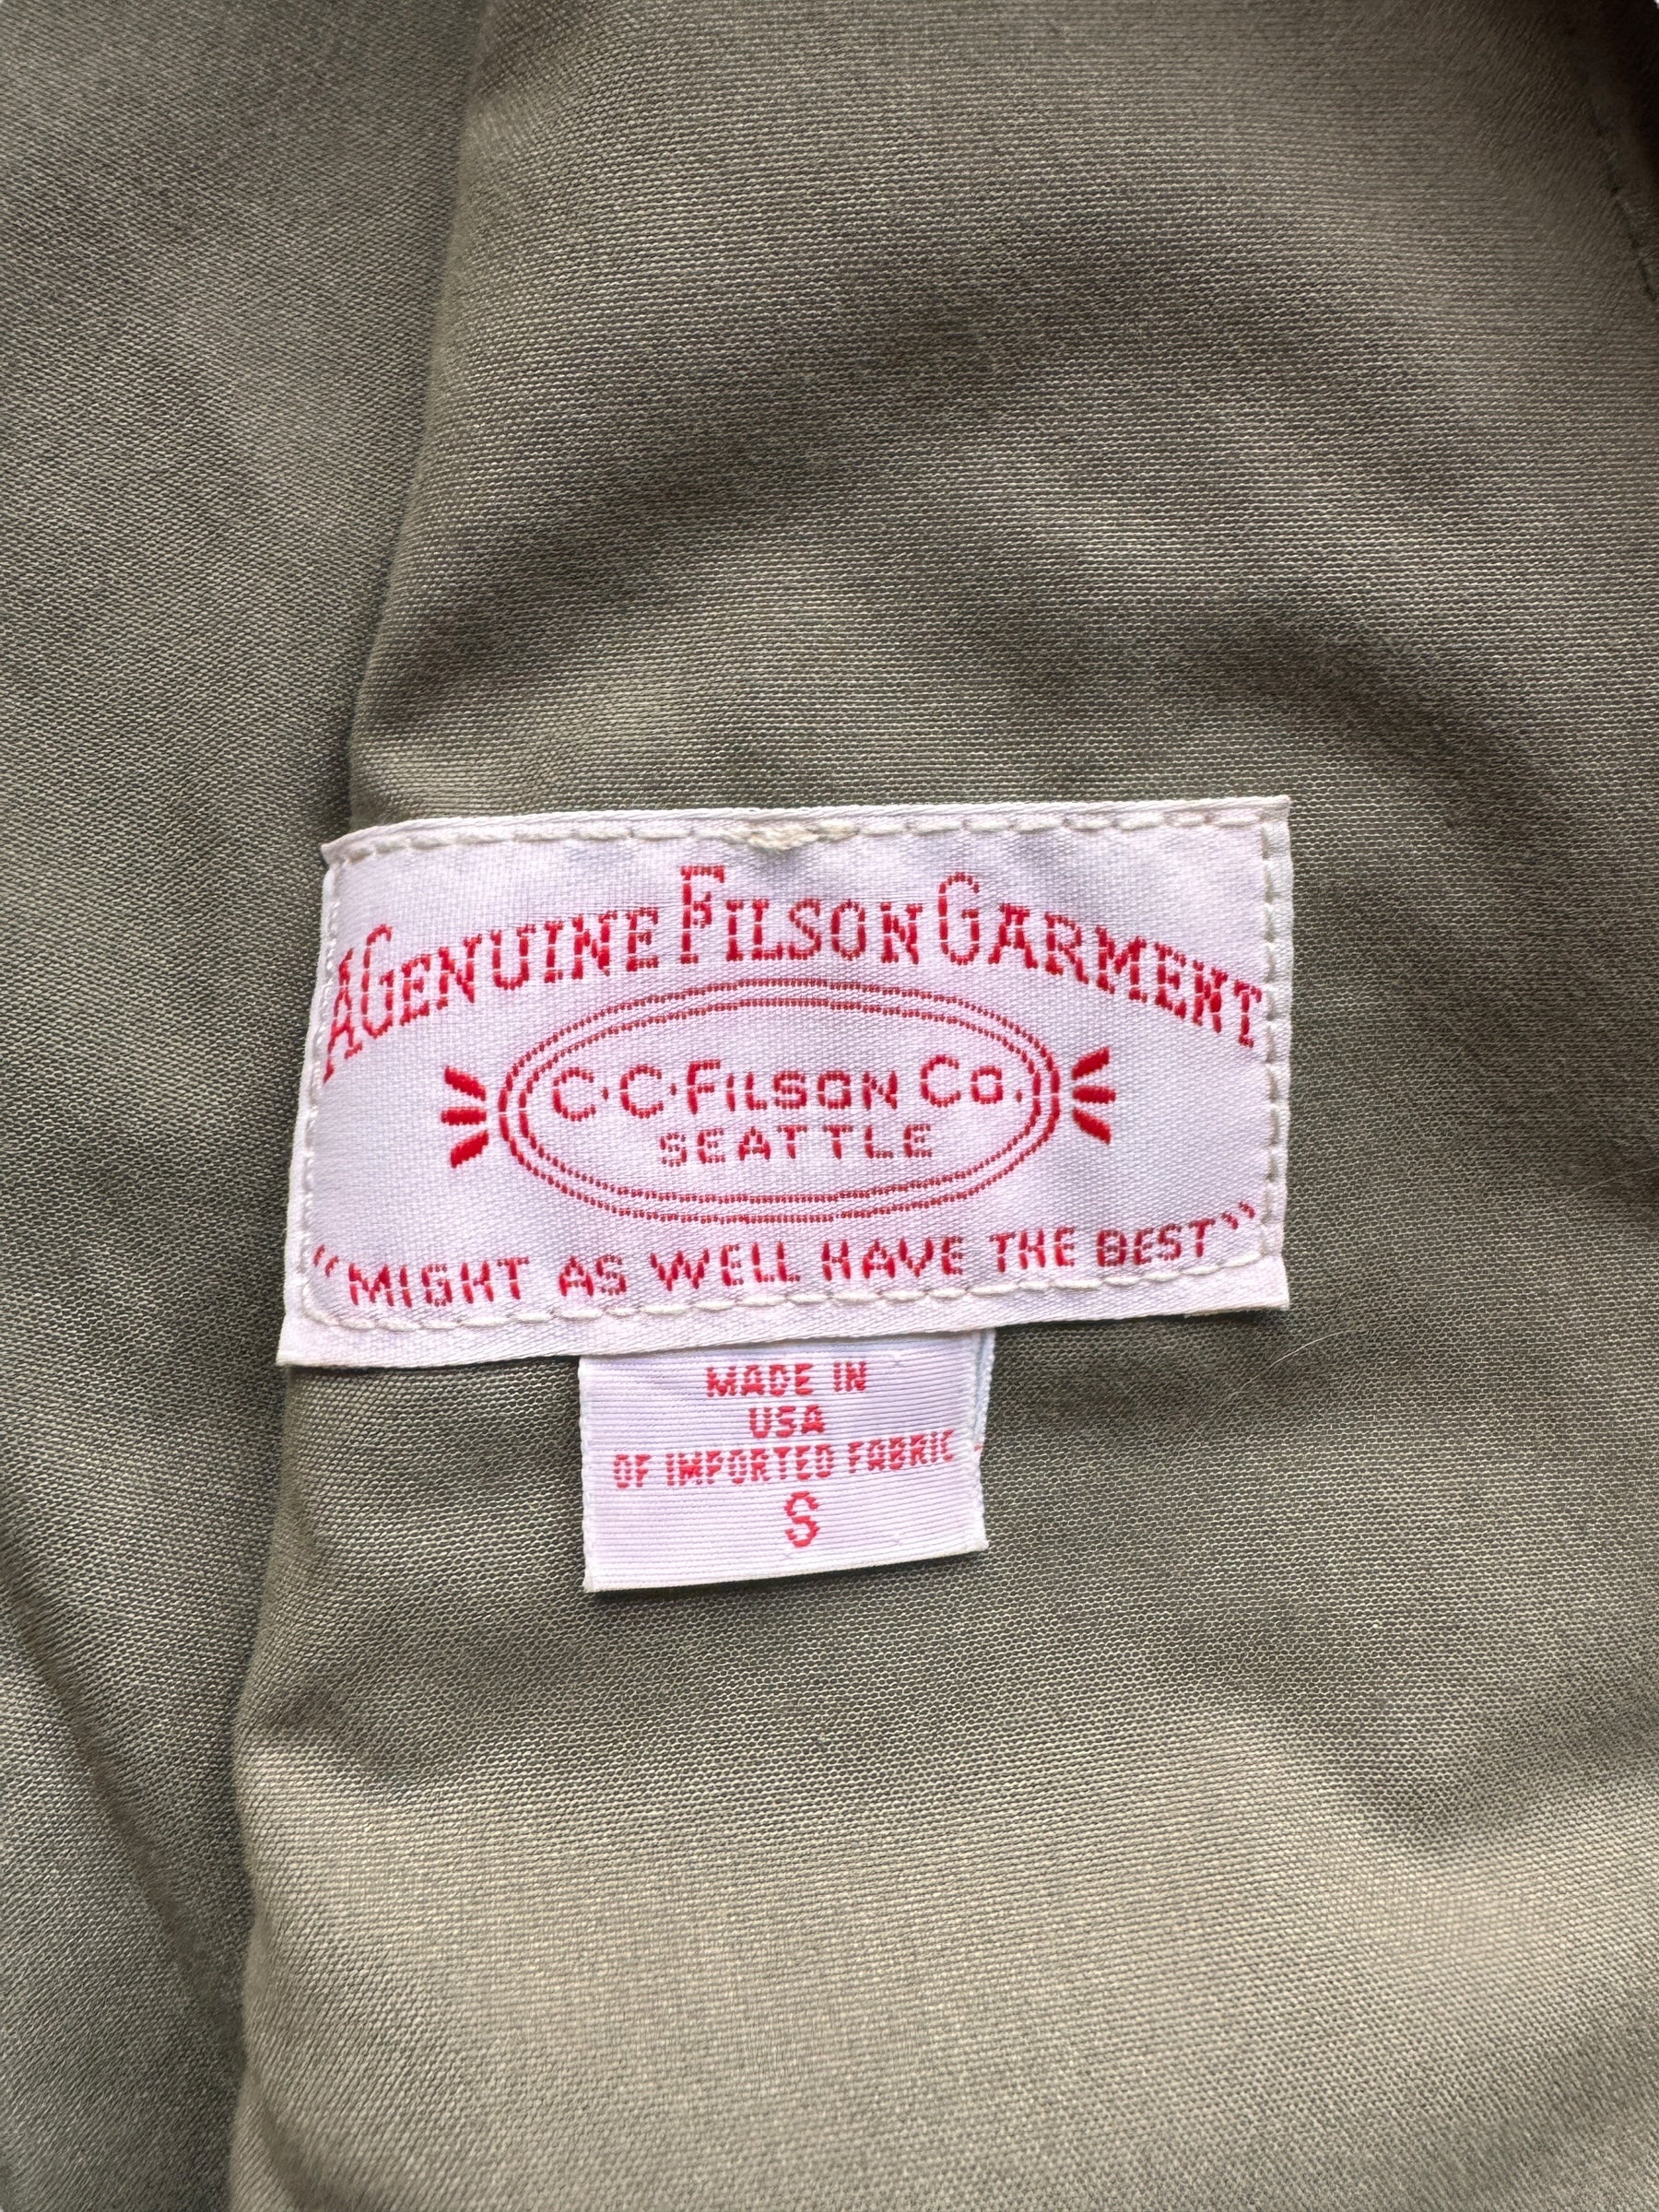 A GENUINE FILSON GARMENT
C·C·FILSON CO.
SEATTLE
"MIGHT AS WELL HAVE THE BEST"
MADE IN
USA
OF IMPORTED FABRIC
S